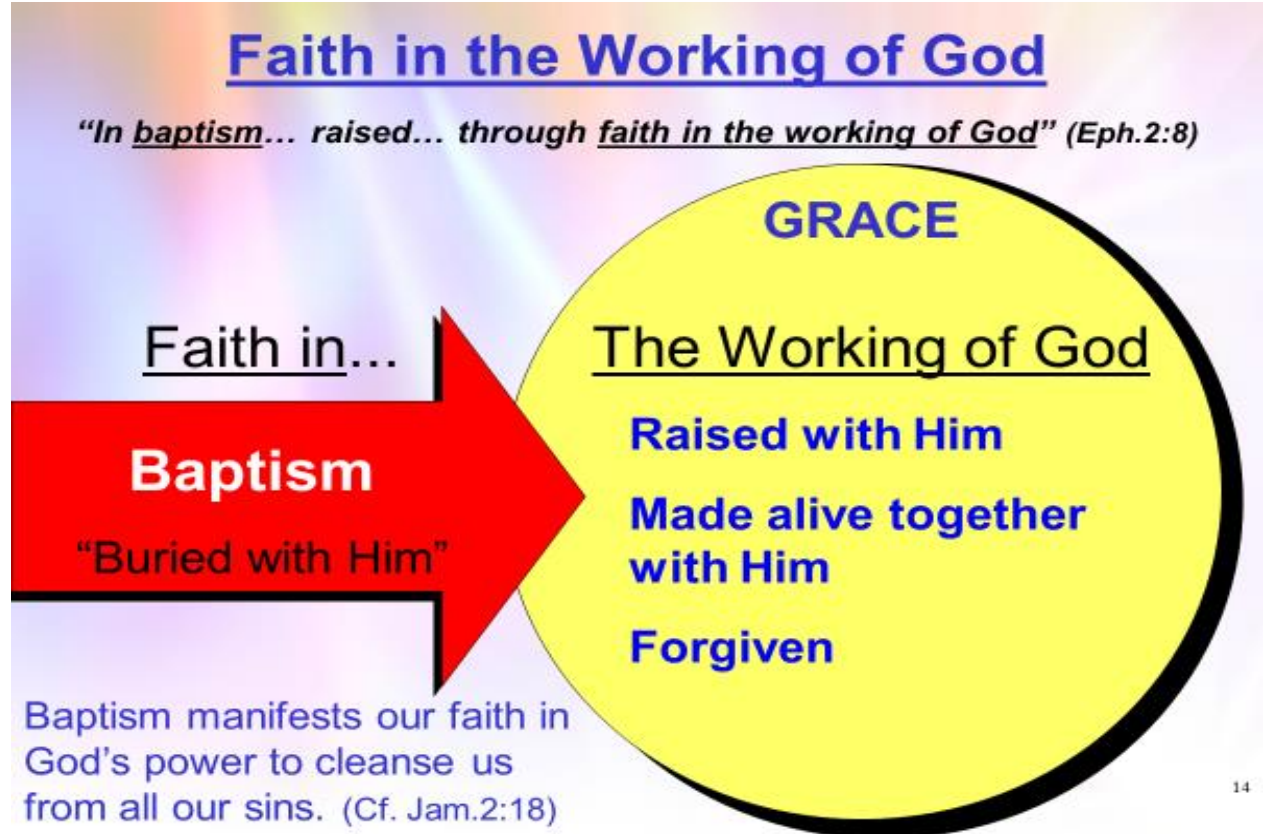 Faith in the Working of God
“In baptism... raised... through faith in the working of God” (Eph.2:8)
GRACE
Faith in...
The Working of God
Baptism
“Buried with Him”
Raised with Him
Made alive together
with Him
Forgiven
Baptism manifests our faith in
God’s power to cleanse us
from all our sins. (Cf. Jam.2:18)
14